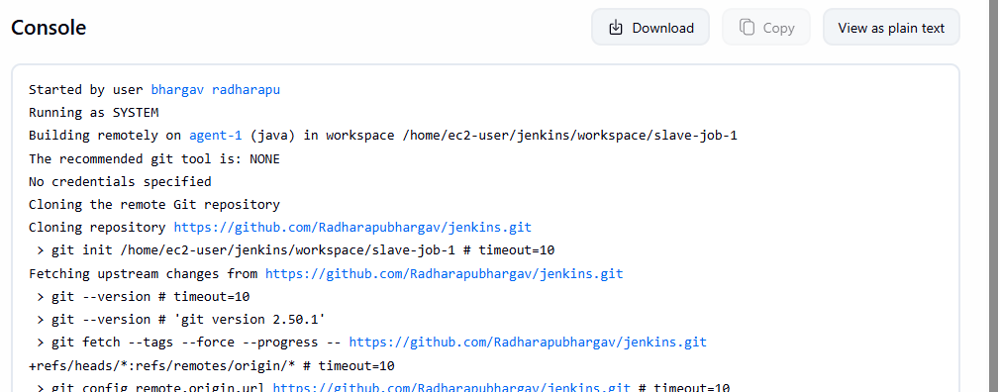 Console
Download
Copy
View as plain text
Started by user bhargav radharapu
Running as SYSTEM
Building remotely on agent-1 (java) in workspace /home/ec2-user/jenkins/workspace/slave-job-1
The recommended git tool is: NONE
No credentials specified
Cloning the remote Git repository
Cloning repository https://github.com/Radharapubhargav/jenkins.git
 > git init /home/ec2-user/jenkins/workspace/slave-job-1 # timeout=10
Fetching upstream changes from https://github.com/Radharapubhargav/jenkins.git
 > git --version # timeout=10
 > git --version # 'git version 2.50.1'
 > git fetch --tags --force --progress -- https://github.com/Radharapubhargav/jenkins.git
+refs/heads/*:refs/remotes/origin/* # timeout=10
 > git config remote.origin.url https://github.com/Radharapubhargav/jenkins.git # timeout=10